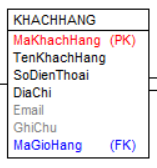 KHACHHANG
MaKhachHang (PK)
TenKhachHang
SoDienThoai
DiaChi
Email
GhiChu
MaGioHang (FK)